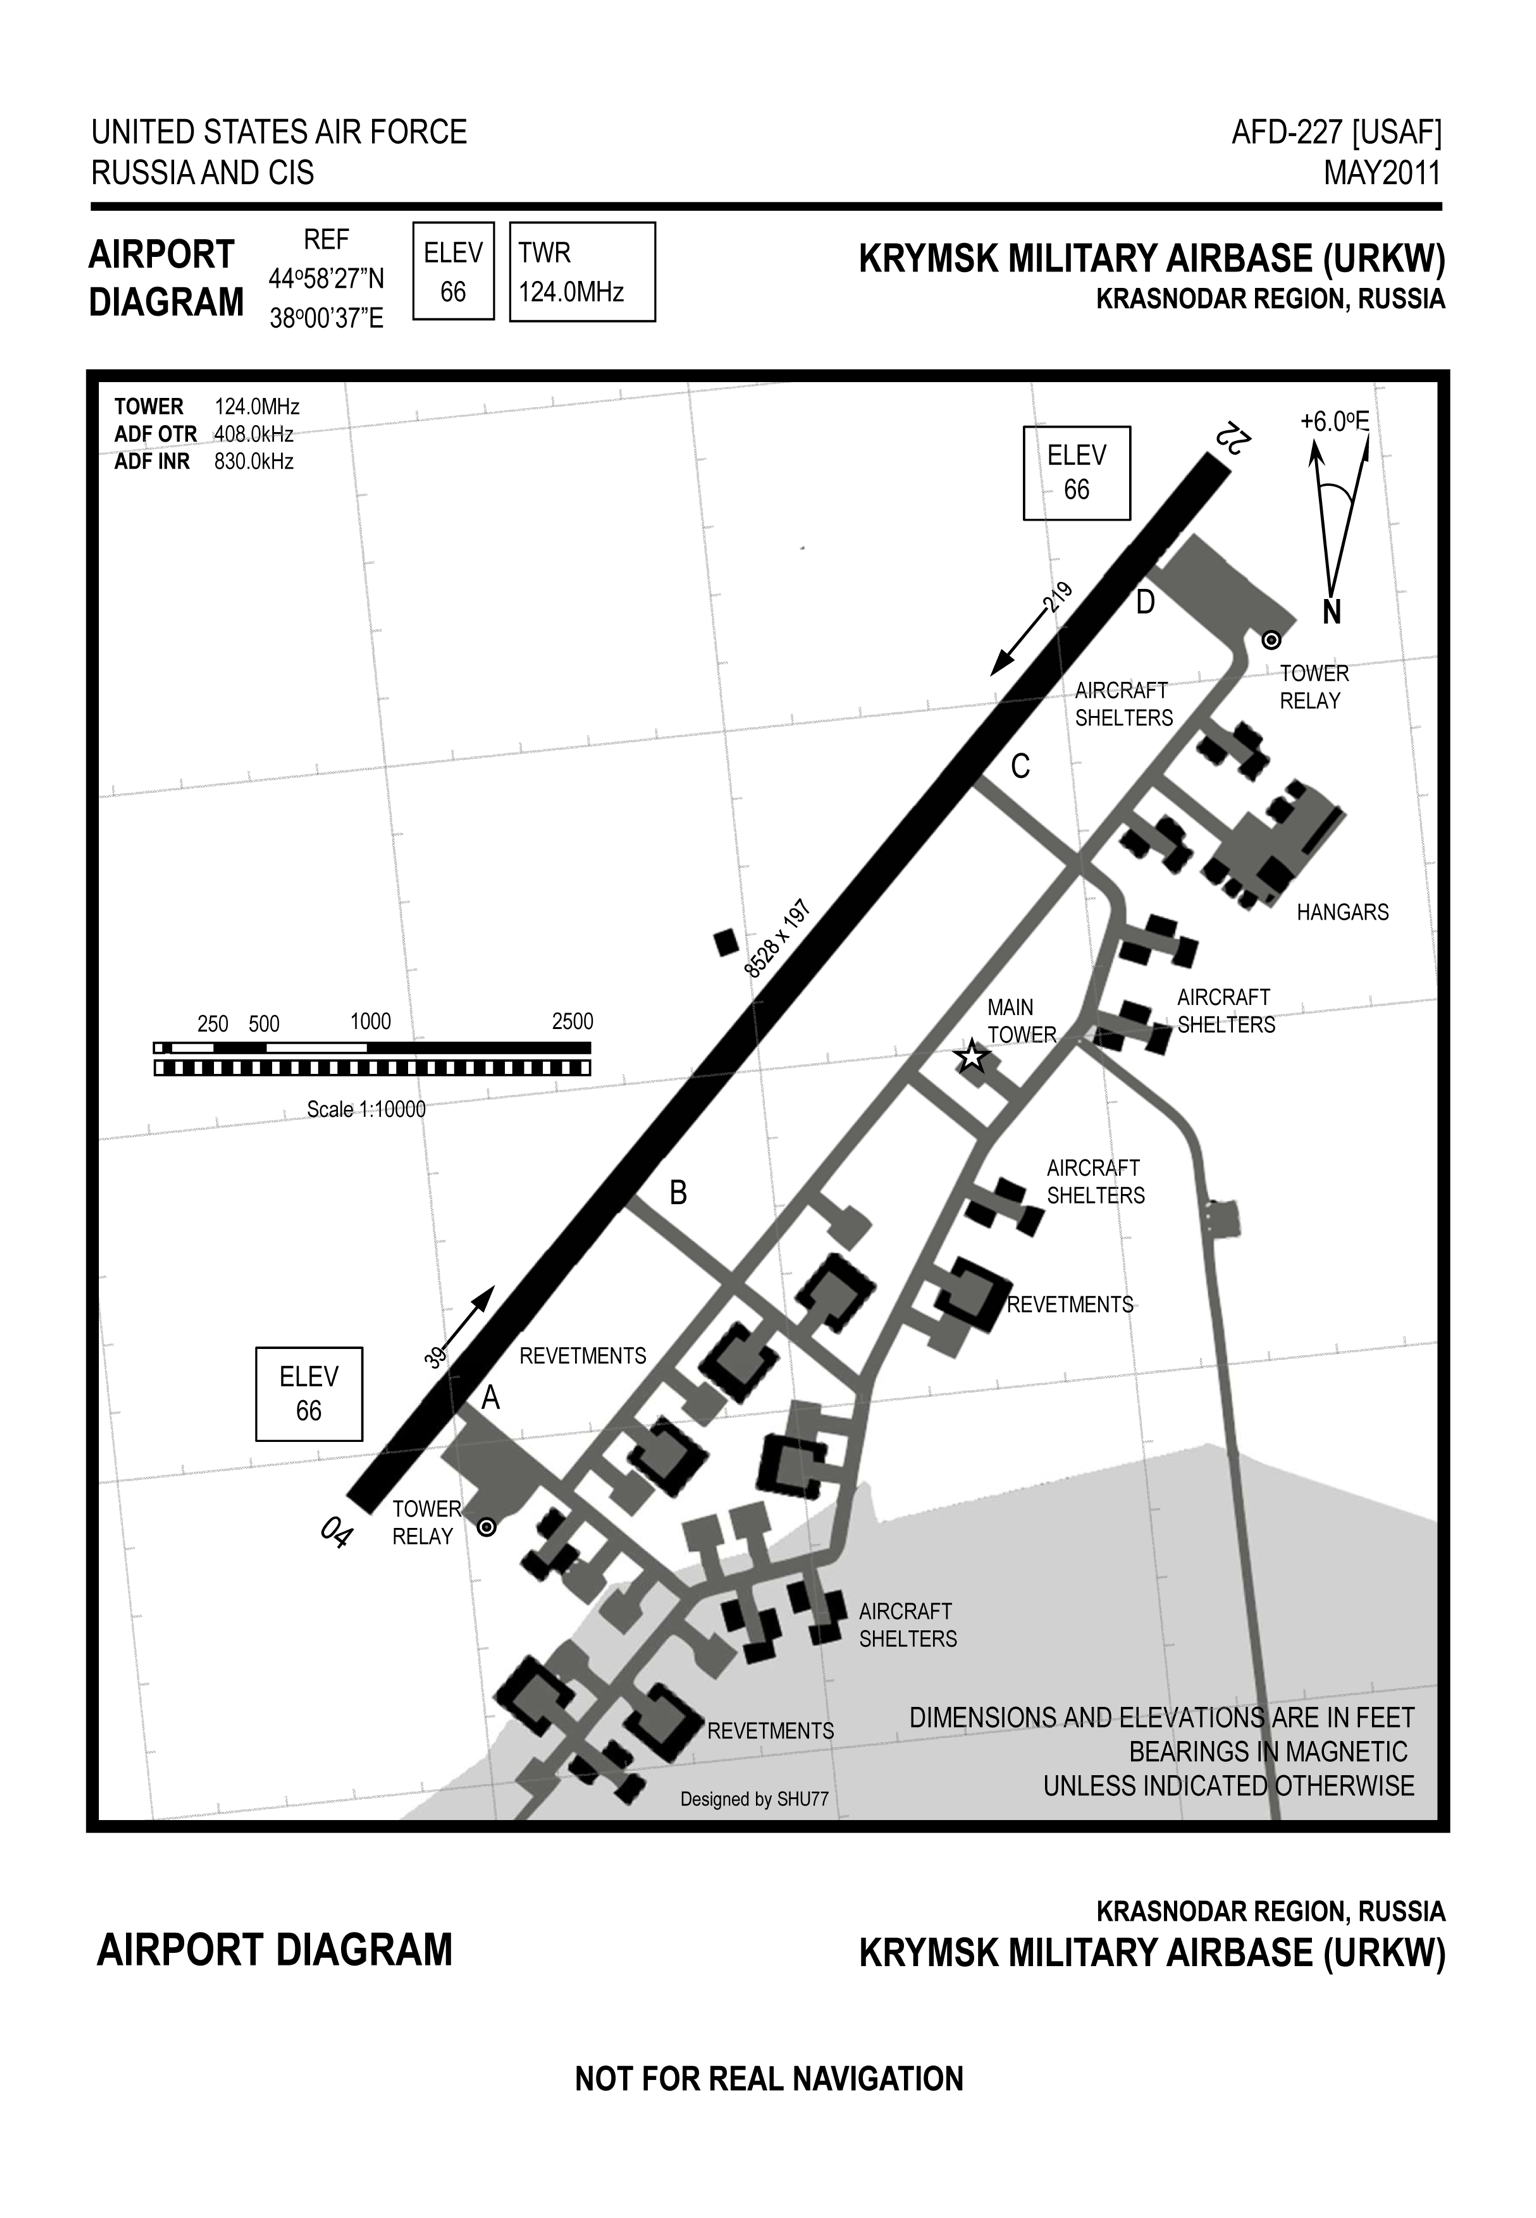 UNITED STATES AIR FORCE
RUSSIA AND CIS
AFD-227 [USAF]
MAY2011
AIRPORT
DIAGRAM
REF
44º58'27"N
38º00'37"E
ELEV
66
TWR
124.0MHz
KRYMSK MILITARY AIRBASE (URKW)
KRASNODAR REGION, RUSSIA
TOWER 124.0MHz
ADF OTR 408.0kHz
ADF INR 830.0kHz
ELEV
66
22
+6.0ºE
N
219
D
TOWER
RELAY
AIRCRAFT
SHELTERS
C
HANGARS
8528 x 197
AIRCRAFT
SHELTERS
MAIN
TOWER
250 500 1000 2500
Scale 1:10000
AIRCRAFT
SHELTERS
B
REVETMENTS
39
REVETMENTS
ELEV
66
A
TOWER
RELAY
04
AIRCRAFT
SHELTERS
REVETMENTS
DIMENSIONS AND ELEVATIONS ARE IN FEET
BEARINGS IN MAGNETIC
UNLESS INDICATED OTHERWISE
Designed by SHU77
KRASNODAR REGION, RUSSIA
AIRPORT DIAGRAM
KRYMSK MILITARY AIRBASE (URKW)
NOT FOR REAL NAVIGATION